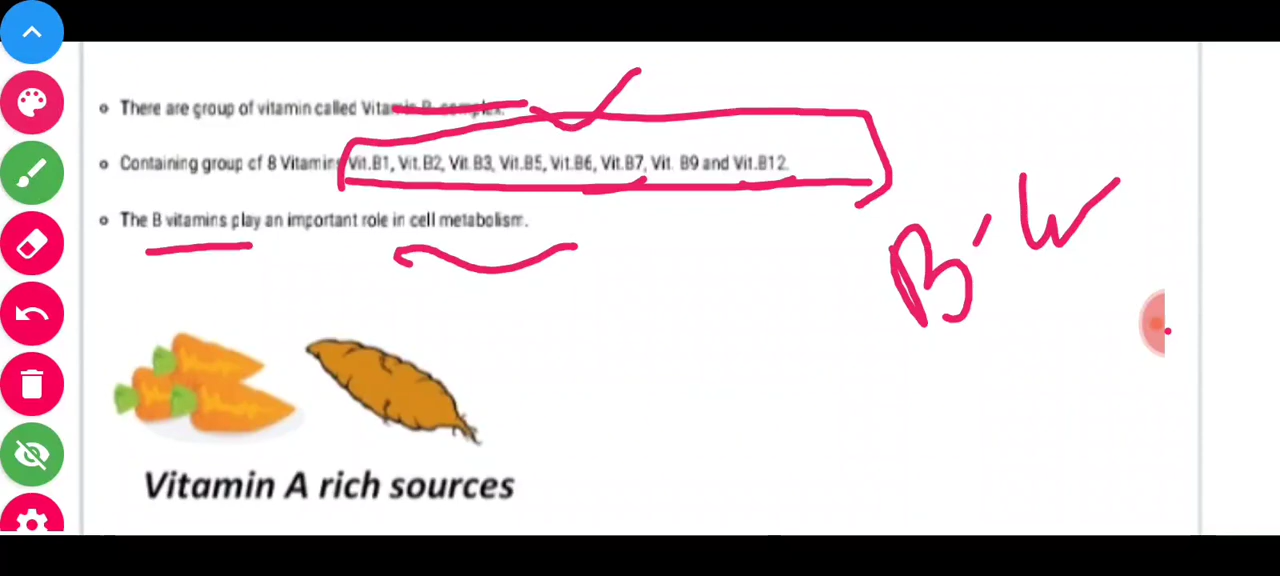 There are group of vitamin called Vitamin B complex.
Containing group of 8 Vitamins Vit.B1, Vit.B2, Vit B3, Vit.B5, Vit.B6, Vit.B7, Vit. B9 and Vit.B12.
The B vitamins play an important role in cell metabolism.
Vitamin A rich sources